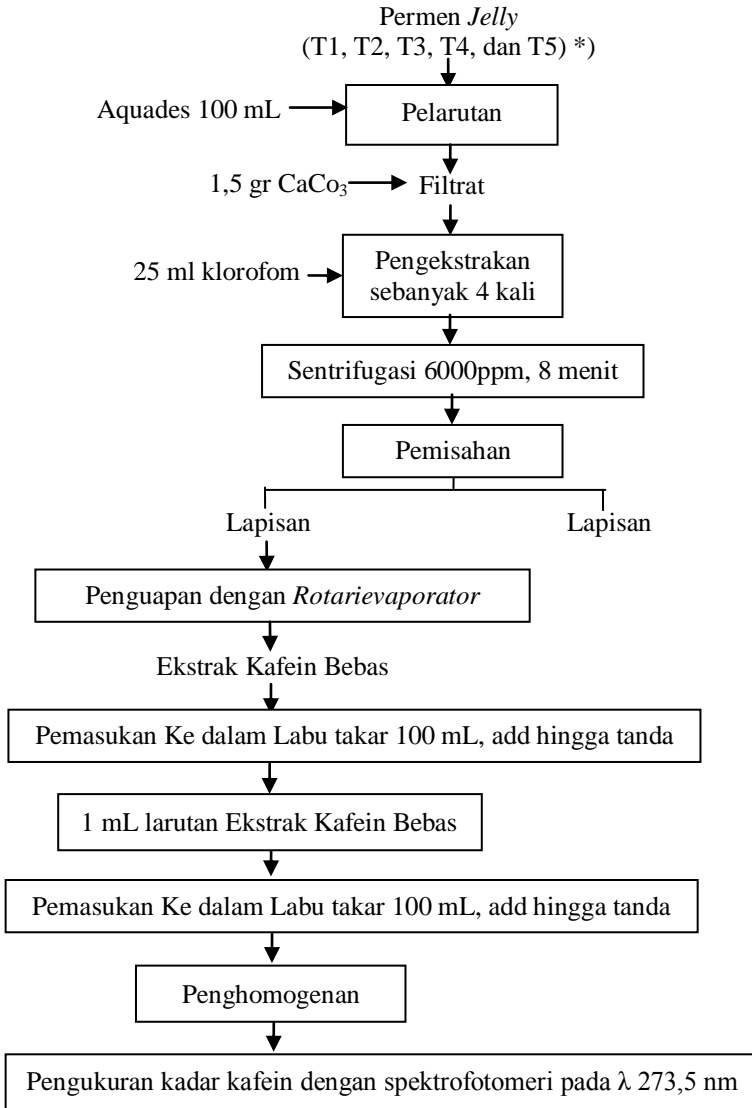 Permen Jelly
(T1, T2, T3, T4, dan T5) *)
Aquades 100 mL
Pelarutan
1,5 gr CaCo₃
Filtrat
25 ml klorofom
Pengekstrakan
sebanyak 4 kali
Sentrifugasi 6000ppm, 8 menit
Pemisahan
Lapisan
Lapisan
Penguapan dengan Rotarievaporator
Ekstrak Kafein Bebas
Pemasukan Ke dalam Labu takar 100 mL, add hingga tanda
1 mL larutan Ekstrak Kafein Bebas
Pemasukan Ke dalam Labu takar 100 mL, add hingga tanda
Penghomogenan
Pengukuran kadar kafein dengan spektrofotomeri pada λ 273,5 nm